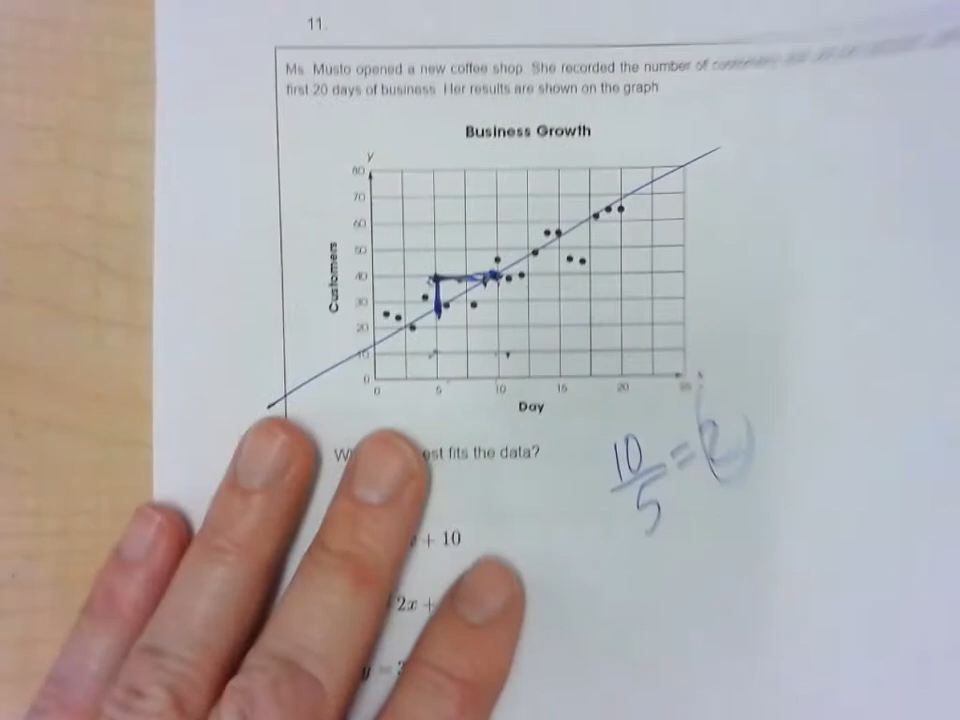 11.
Ms. Musto opened a new coffee shop. She recorded the number of customers
first 20 days of business. Her results are shown on the graph
Business Growth
y
80
70
60
50
40
30
20
10
0
Customers
0 5 10 15 20
Day
est fits the data?
10
5
= 2
+ 10
2x +
y =